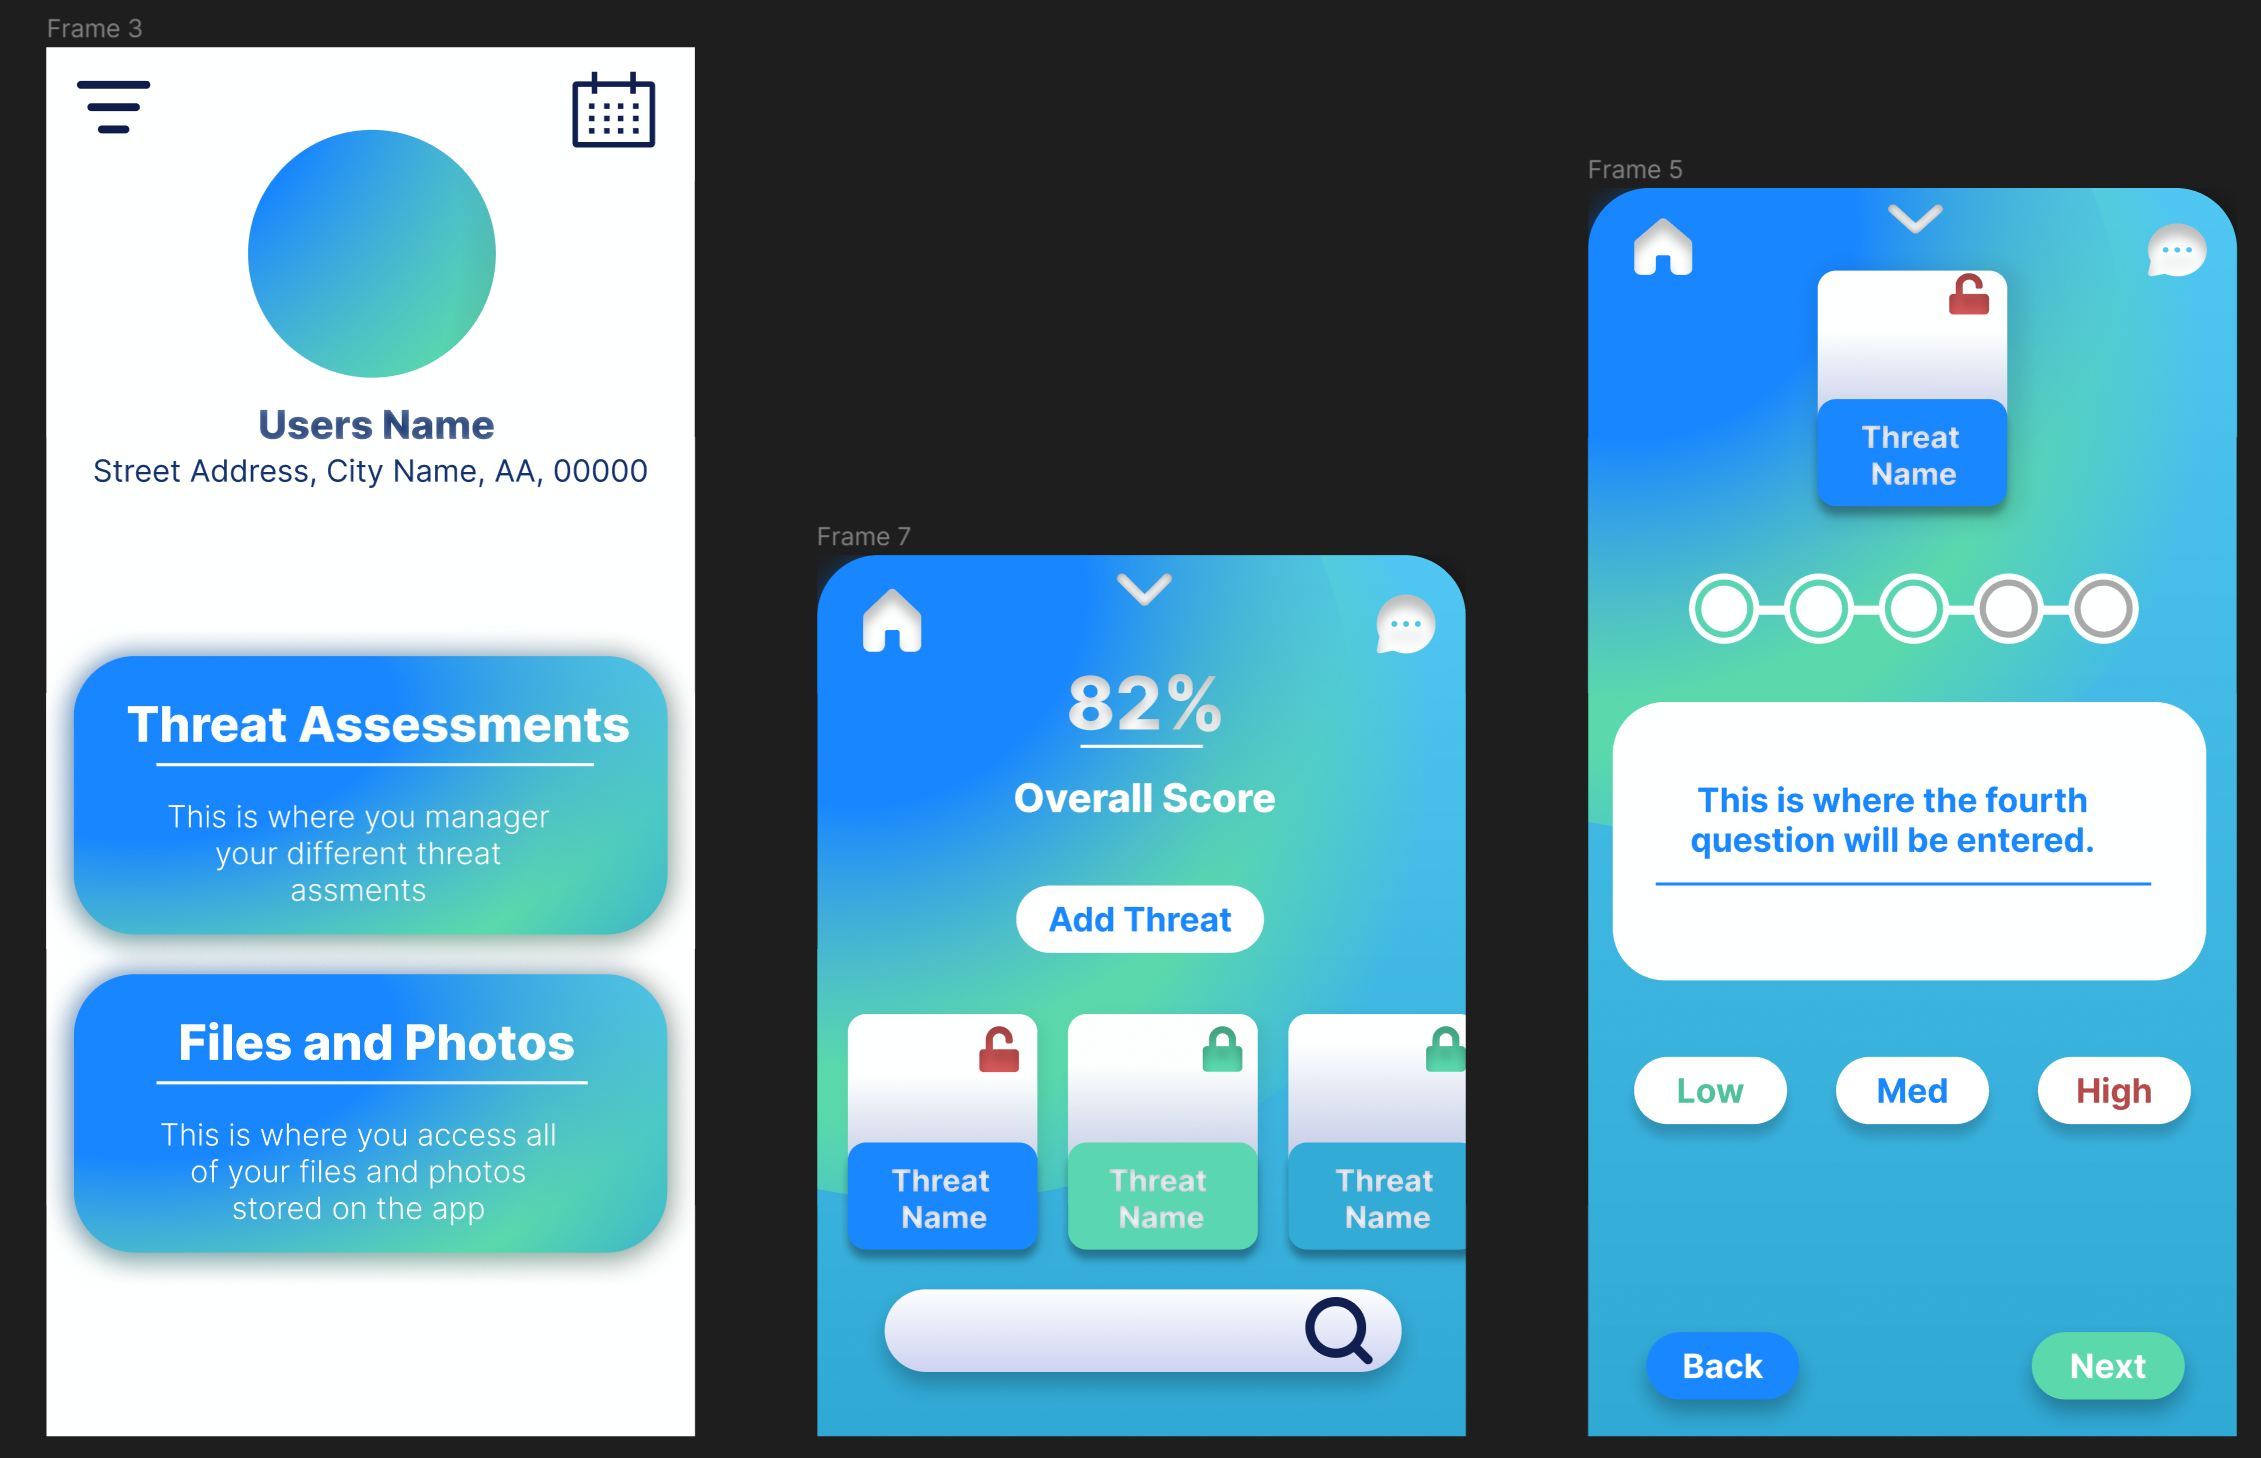 Frame 3
Users Name
Street Address, City Name, AA, 00000
Threat Assessments
This is where you manager
your different threat
assments
Files and Photos
This is where you access all
of your files and photos
stored on the app
Frame 7
82%
Overall Score
Add Threat
Threat
Name
Threat
Name
Threat
Name
Frame 5
Threat
Name
This is where the fourth
question will be entered.
Low
Med
High
Back
Next